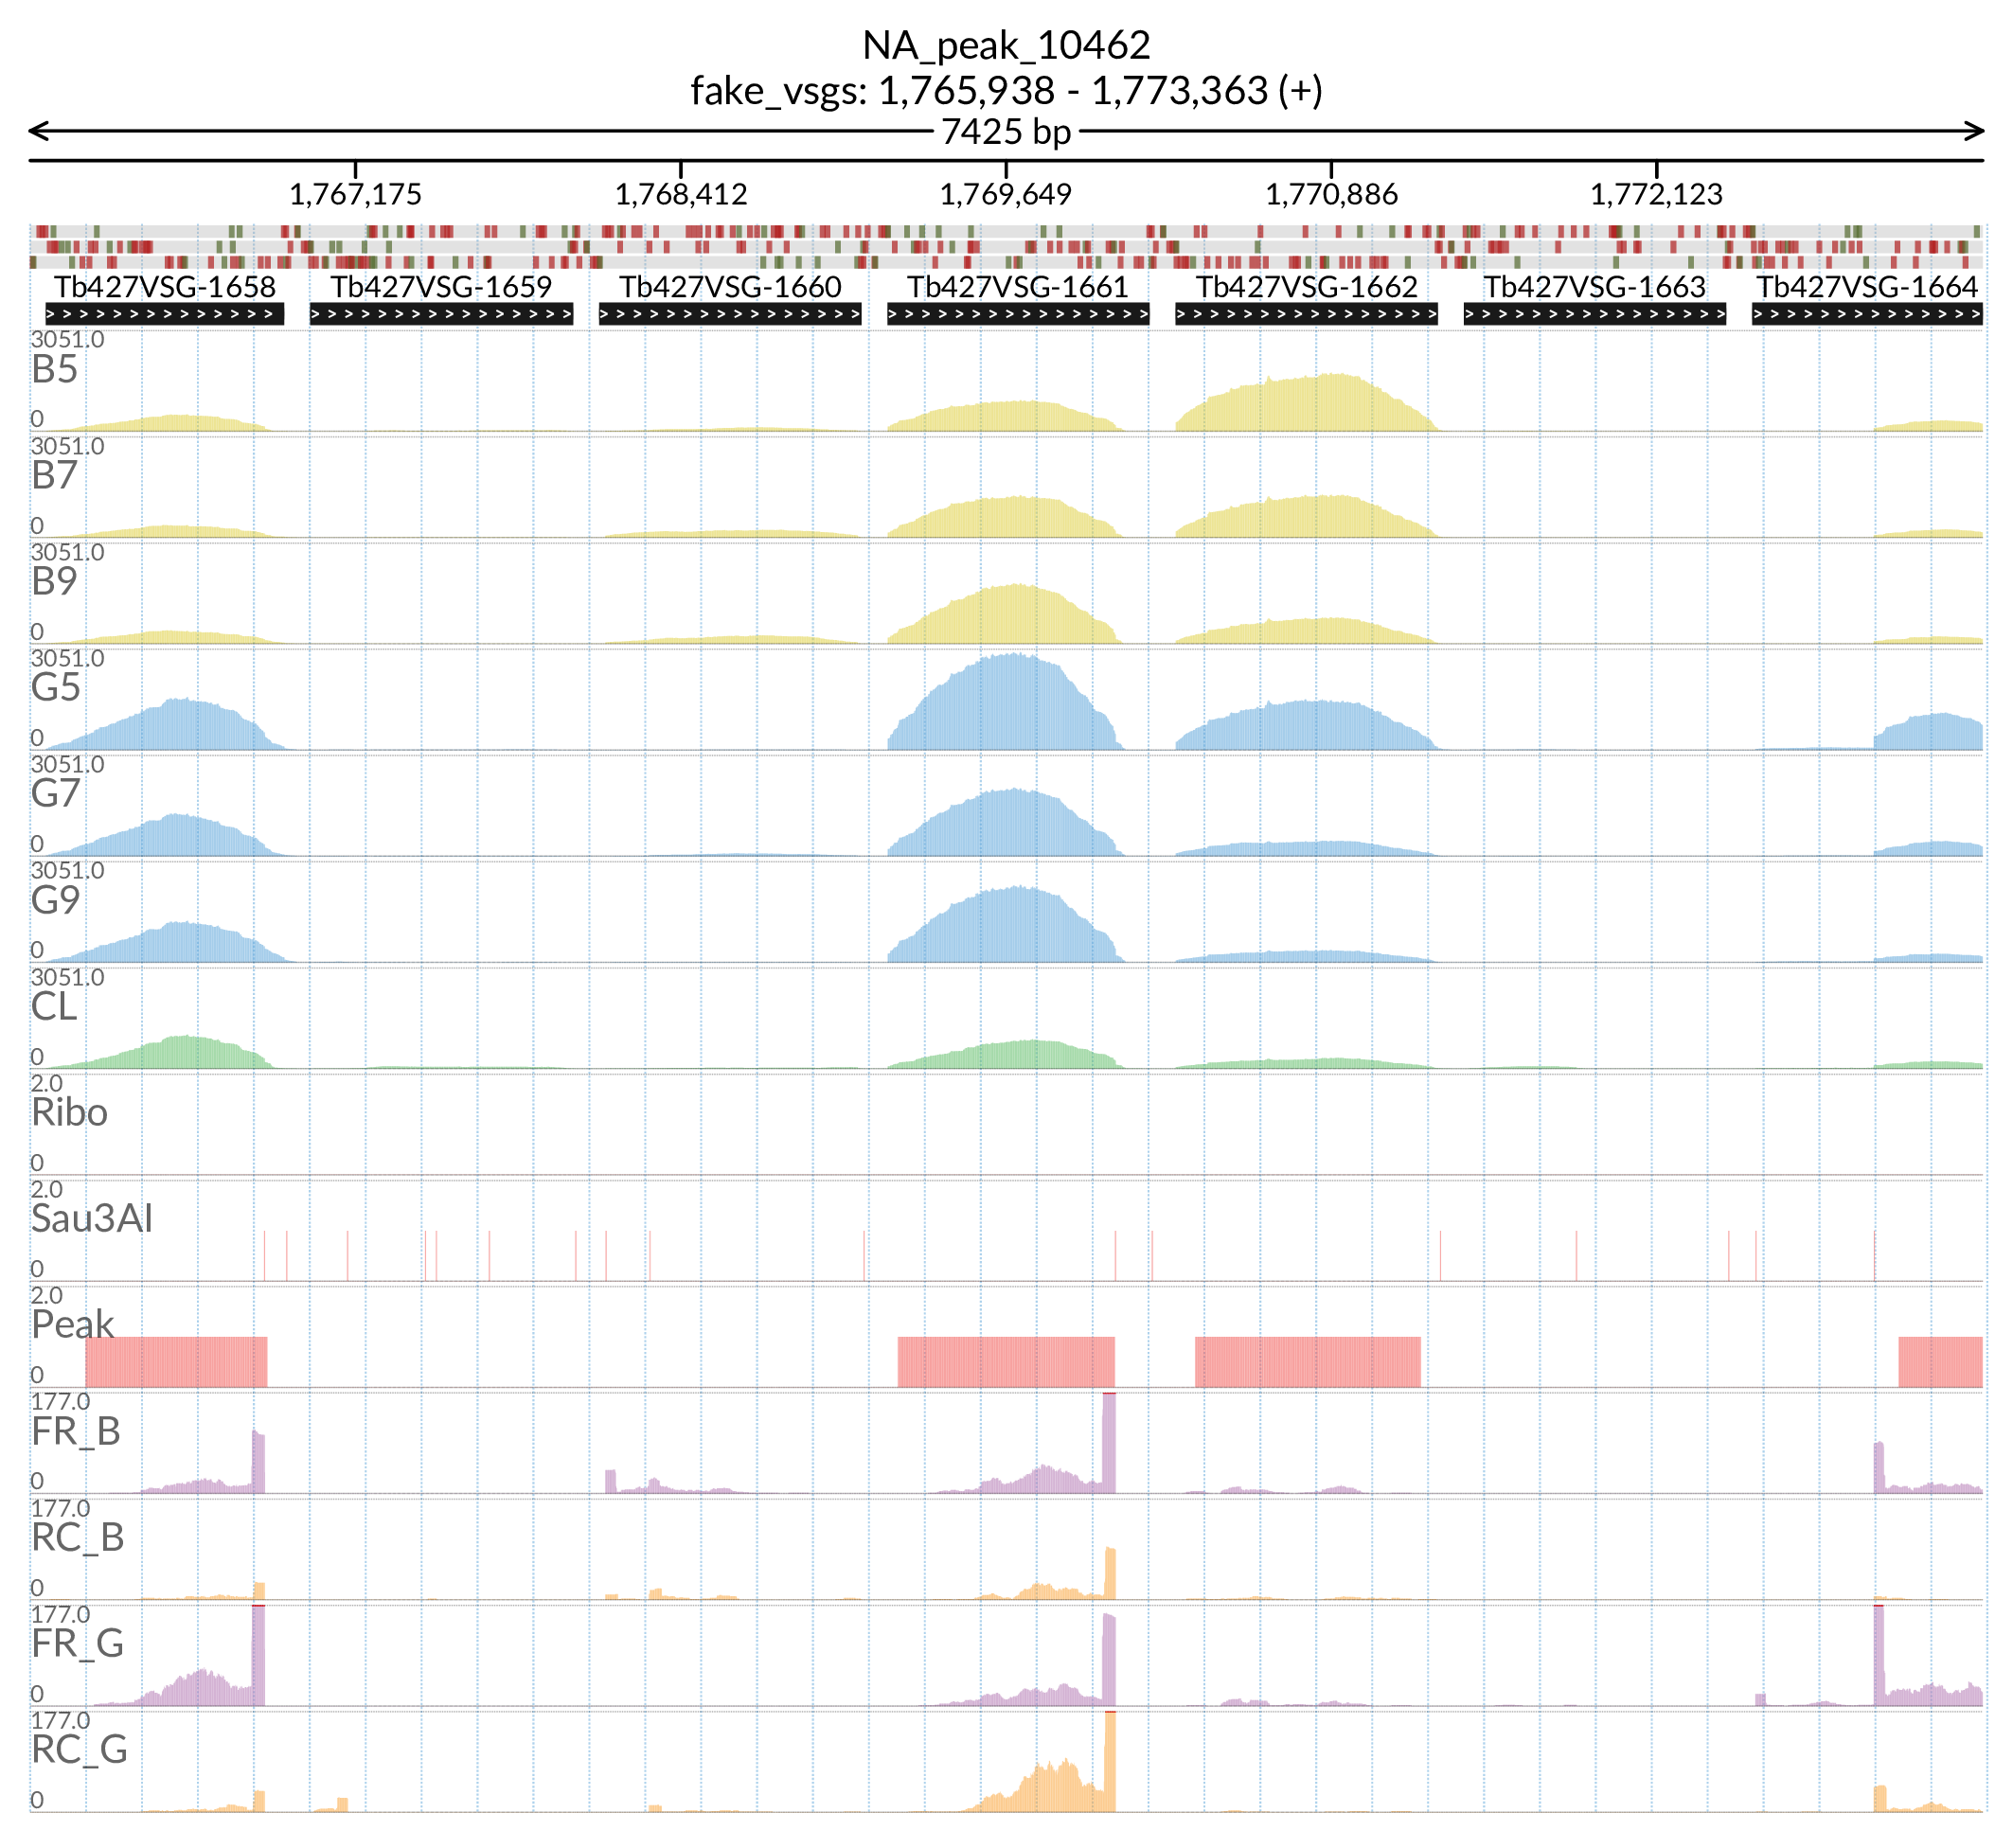 NA_peak_10462
fake_vsgs: 1,765,938 - 1,773,363 (+)
7425 bp
1,767,175 1,768,412 1,769,649 1,770,886 1,772,123
Tb427VSG-1658 Tb427VSG-1659 Tb427VSG-1660 Tb427VSG-1661 Tb427VSG-1662 Tb427VSG-1663 Tb427VSG-1664
3051.0
B5
0
3051.0
B7
0
3051.0
B9
0
3051.0
G5
0
3051.0
G7
0
3051.0
G9
0
3051.0
CL
0
2.0
Ribo
0
2.0
Sau3AI
0
2.0
Peak
0
177.0
FR_B
0
177.0
RC_B
0
177.0
FR_G
0
177.0
RC_G
0